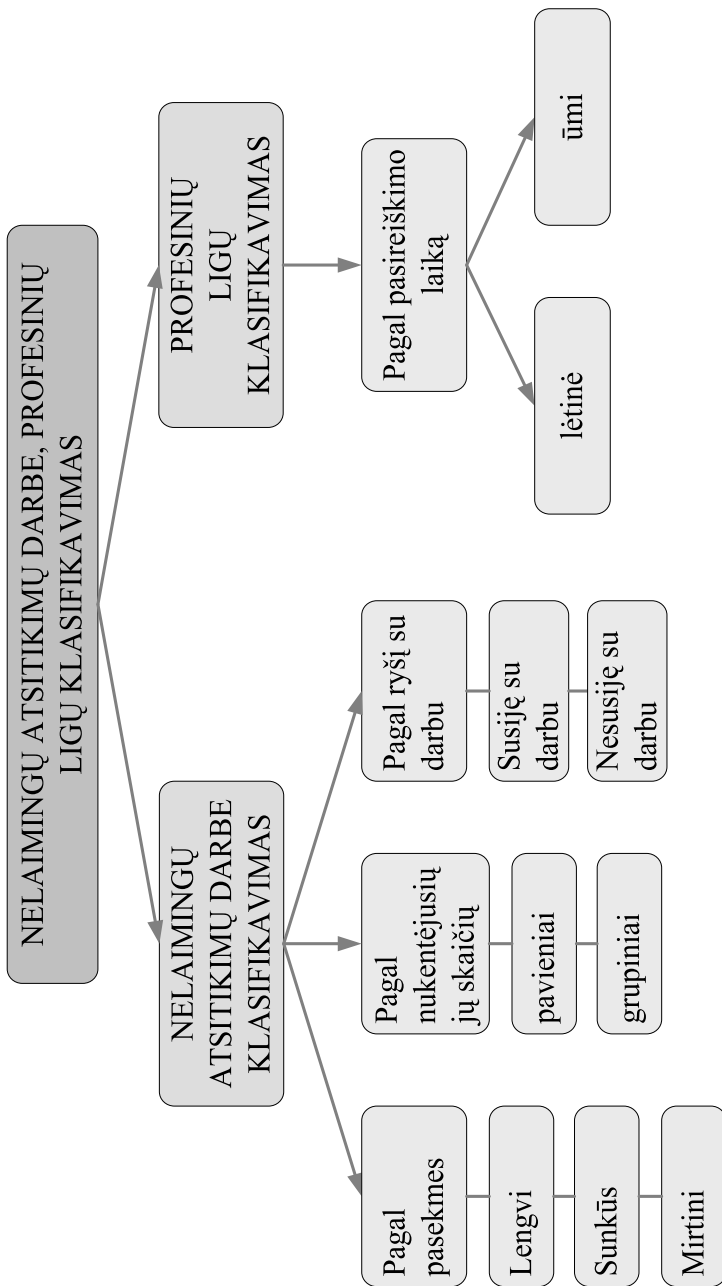 NELAIMINGŲ ATSITIKIMŲ DARBE, PROFESINIŲ
LIGŲ KLASIFIKAVIMAS
NELAIMINGŲ
ATSITIKIMŲ DARBE
KLASIFIKAVIMAS
PROFESINIŲ
LIGŲ
KLASIFIKAVIMAS
Pagal
pasekmes
Lengvi
Sunkūs
Mirtini
Pagal
nukentėjusių
jų skaičių
pavieniai
grupiniai
Pagal ryšį su
darbu
Susiję su
darbu
Nesusiję su
darbu
Pagal pasireiškimo
laiką
lėtinė
ūmi